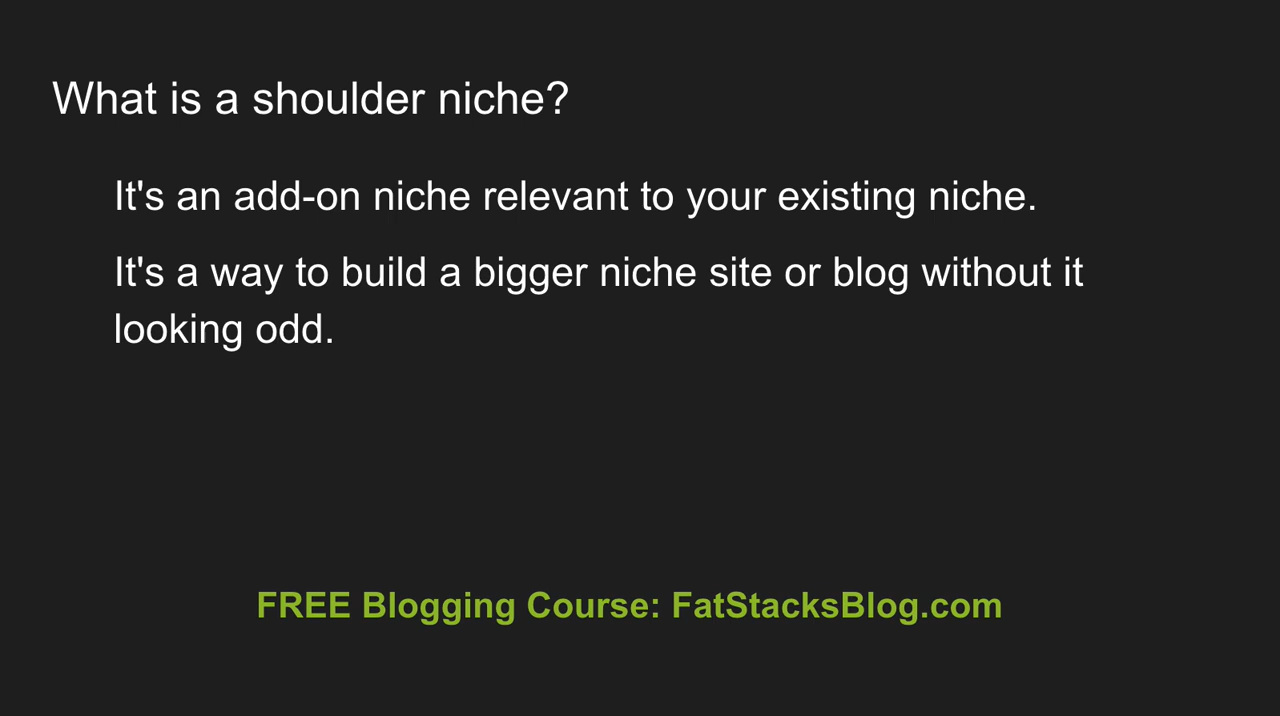 What is a shoulder niche?
It's an add-on niche relevant to your existing niche.
It's a way to build a bigger niche site or blog without it
looking odd.
FREE Blogging Course: FatStacksBlog.com